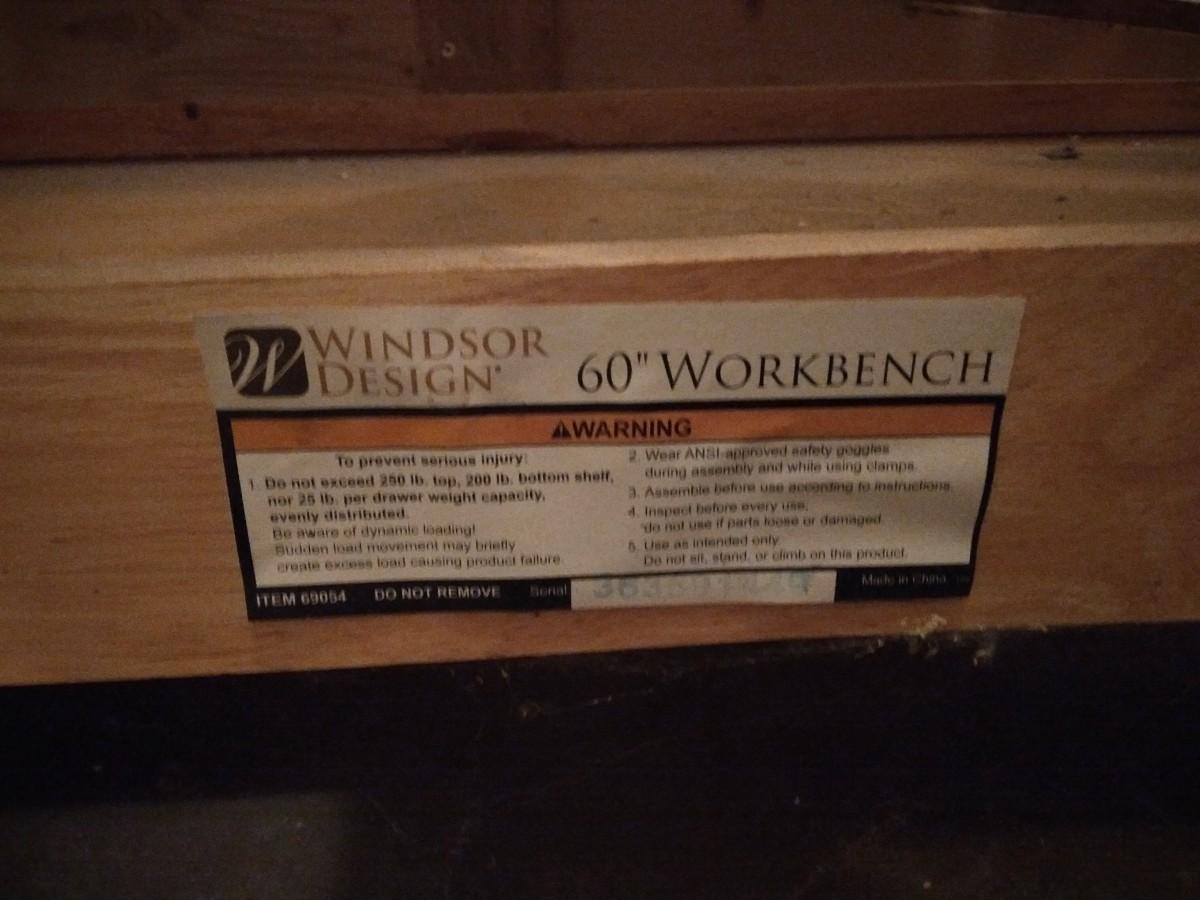 WINDSOR
DESIGN®
60" WORKBENCH
WARNING
To prevent serious injury:
1. Do not exceed 250 lb. top, 200 lb. bottom shelf,
nor 25 lb. per drawer weight capacity,
evenly distributed.
Be aware of dynamic loading!
Sudden load movement may briefly
create excess load causing product failure.
2. Wear ANSI-approved safety goggles
during assembly and while using clamps.
3. Assemble before use according to instructions.
4. Inspect before every use;
do not use if parts loose or damaged.
5. Use as intended only.
Do not sit, stand, or climb on this product.
ITEM 69054 DO NOT REMOVE Serial
Made in China